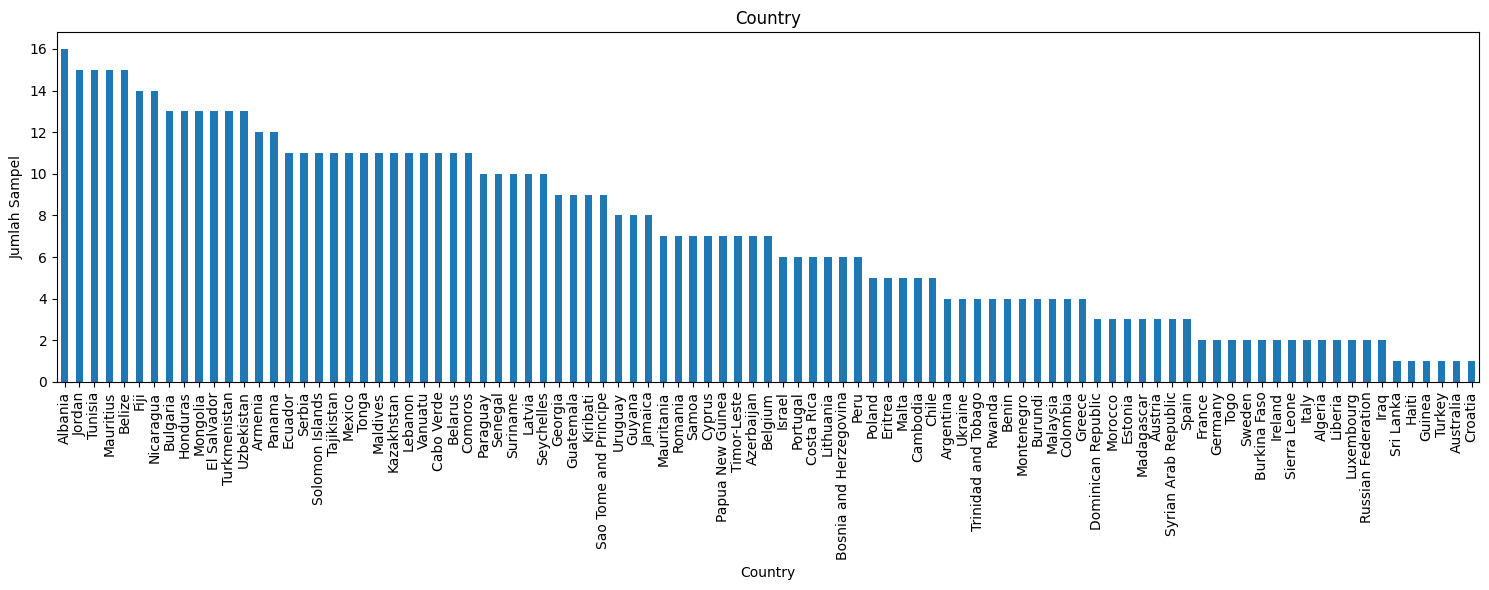 Country
Jumlah Sampel
16
14
12
10
8
6
4
2
0
Albania
Jordan
Tunisia
Mauritius
Belize
Fiji
Nicaragua
Bulgaria
Honduras
Mongolia
El Salvador
Turkmenistan
Uzbekistan
Armenia
Panama
Ecuador
Serbia
Solomon Islands
Tajikistan
Mexico
Tonga
Maldives
Kazakhstan
Lebanon
Vanuatu
Cabo Verde
Belarus
Comoros
Paraguay
Senegal
Suriname
Latvia
Seychelles
Georgia
Guatemala
Kiribati
Sao Tome and Principe
Uruguay
Guyana
Jamaica
Mauritania
Romania
Samoa
Cyprus
Papua New Guinea
Timor-Leste
Azerbaijan
Belgium
Israel
Portugal
Costa Rica
Lithuania
Bosnia and Herzegovina
Peru
Poland
Eritrea
Malta
Cambodia
Chile
Argentina
Ukraine
Trinidad and Tobago
Rwanda
Benin
Montenegro
Burundi
Malaysia
Colombia
Greece
Dominican Republic
Morocco
Estonia
Madagascar
Austria
Syrian Arab Republic
Spain
France
Germany
Togo
Sweden
Burkina Faso
Ireland
Sierra Leone
Italy
Algeria
Liberia
Luxembourg
Russian Federation
Iraq
Sri Lanka
Haiti
Guinea
Turkey
Australia
Croatia
Country